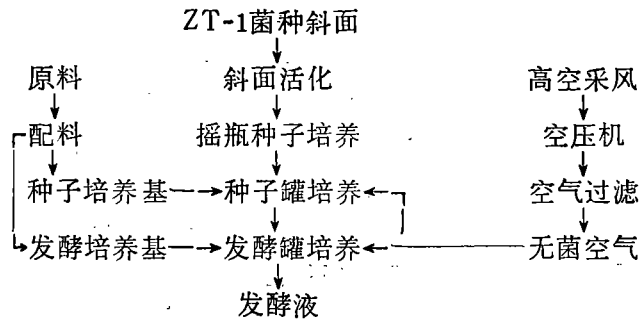 ZT-1菌种斜面
原料 斜面活化 高空采风
配料 摇瓶种子培养 空压机
种子培养基 种子罐培养 空气过滤
发酵培养基 发酵罐培养 无菌空气
发酵液